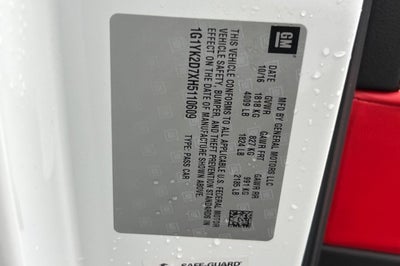 GM
MFD BY GENERAL MOTORS LLC
DATE GVWR GAWR FRT GAWR RR
10/16 1818 KG 827 KG 991 KG
4009 LB 1824 LB 2185 LB
THIS VEHICLE CONFORMS TO ALL APPLICABLE U.S. FEDERAL MOTOR
VEHICLE SAFETY, BUMPER, AND THEFT PREVENTION STANDARDS IN
EFFECT ON THE DATE OF MANUFACTURE SHOWN ABOVE.
1G1YK2D7XH5110609 TYPE: PASS CAR
SAFE-GUARD